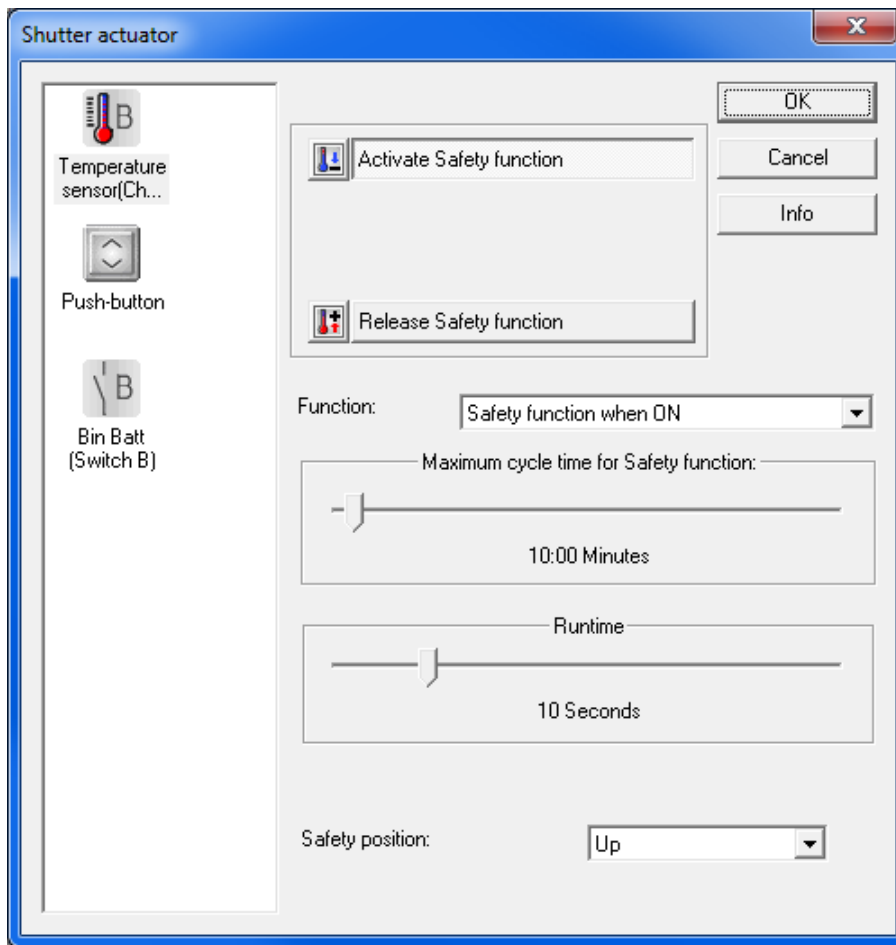 Shutter actuator
B
Temperature
sensor(Ch...
Push-button
B
Bin Batt
(Switch B)
Activate Safety function
Release Safety function
OK
Cancel
Info
Function:
Safety function when ON
Maximum cycle time for Safety function:
10:00 Minutes
Runtime
10 Seconds
Safety position:
Up